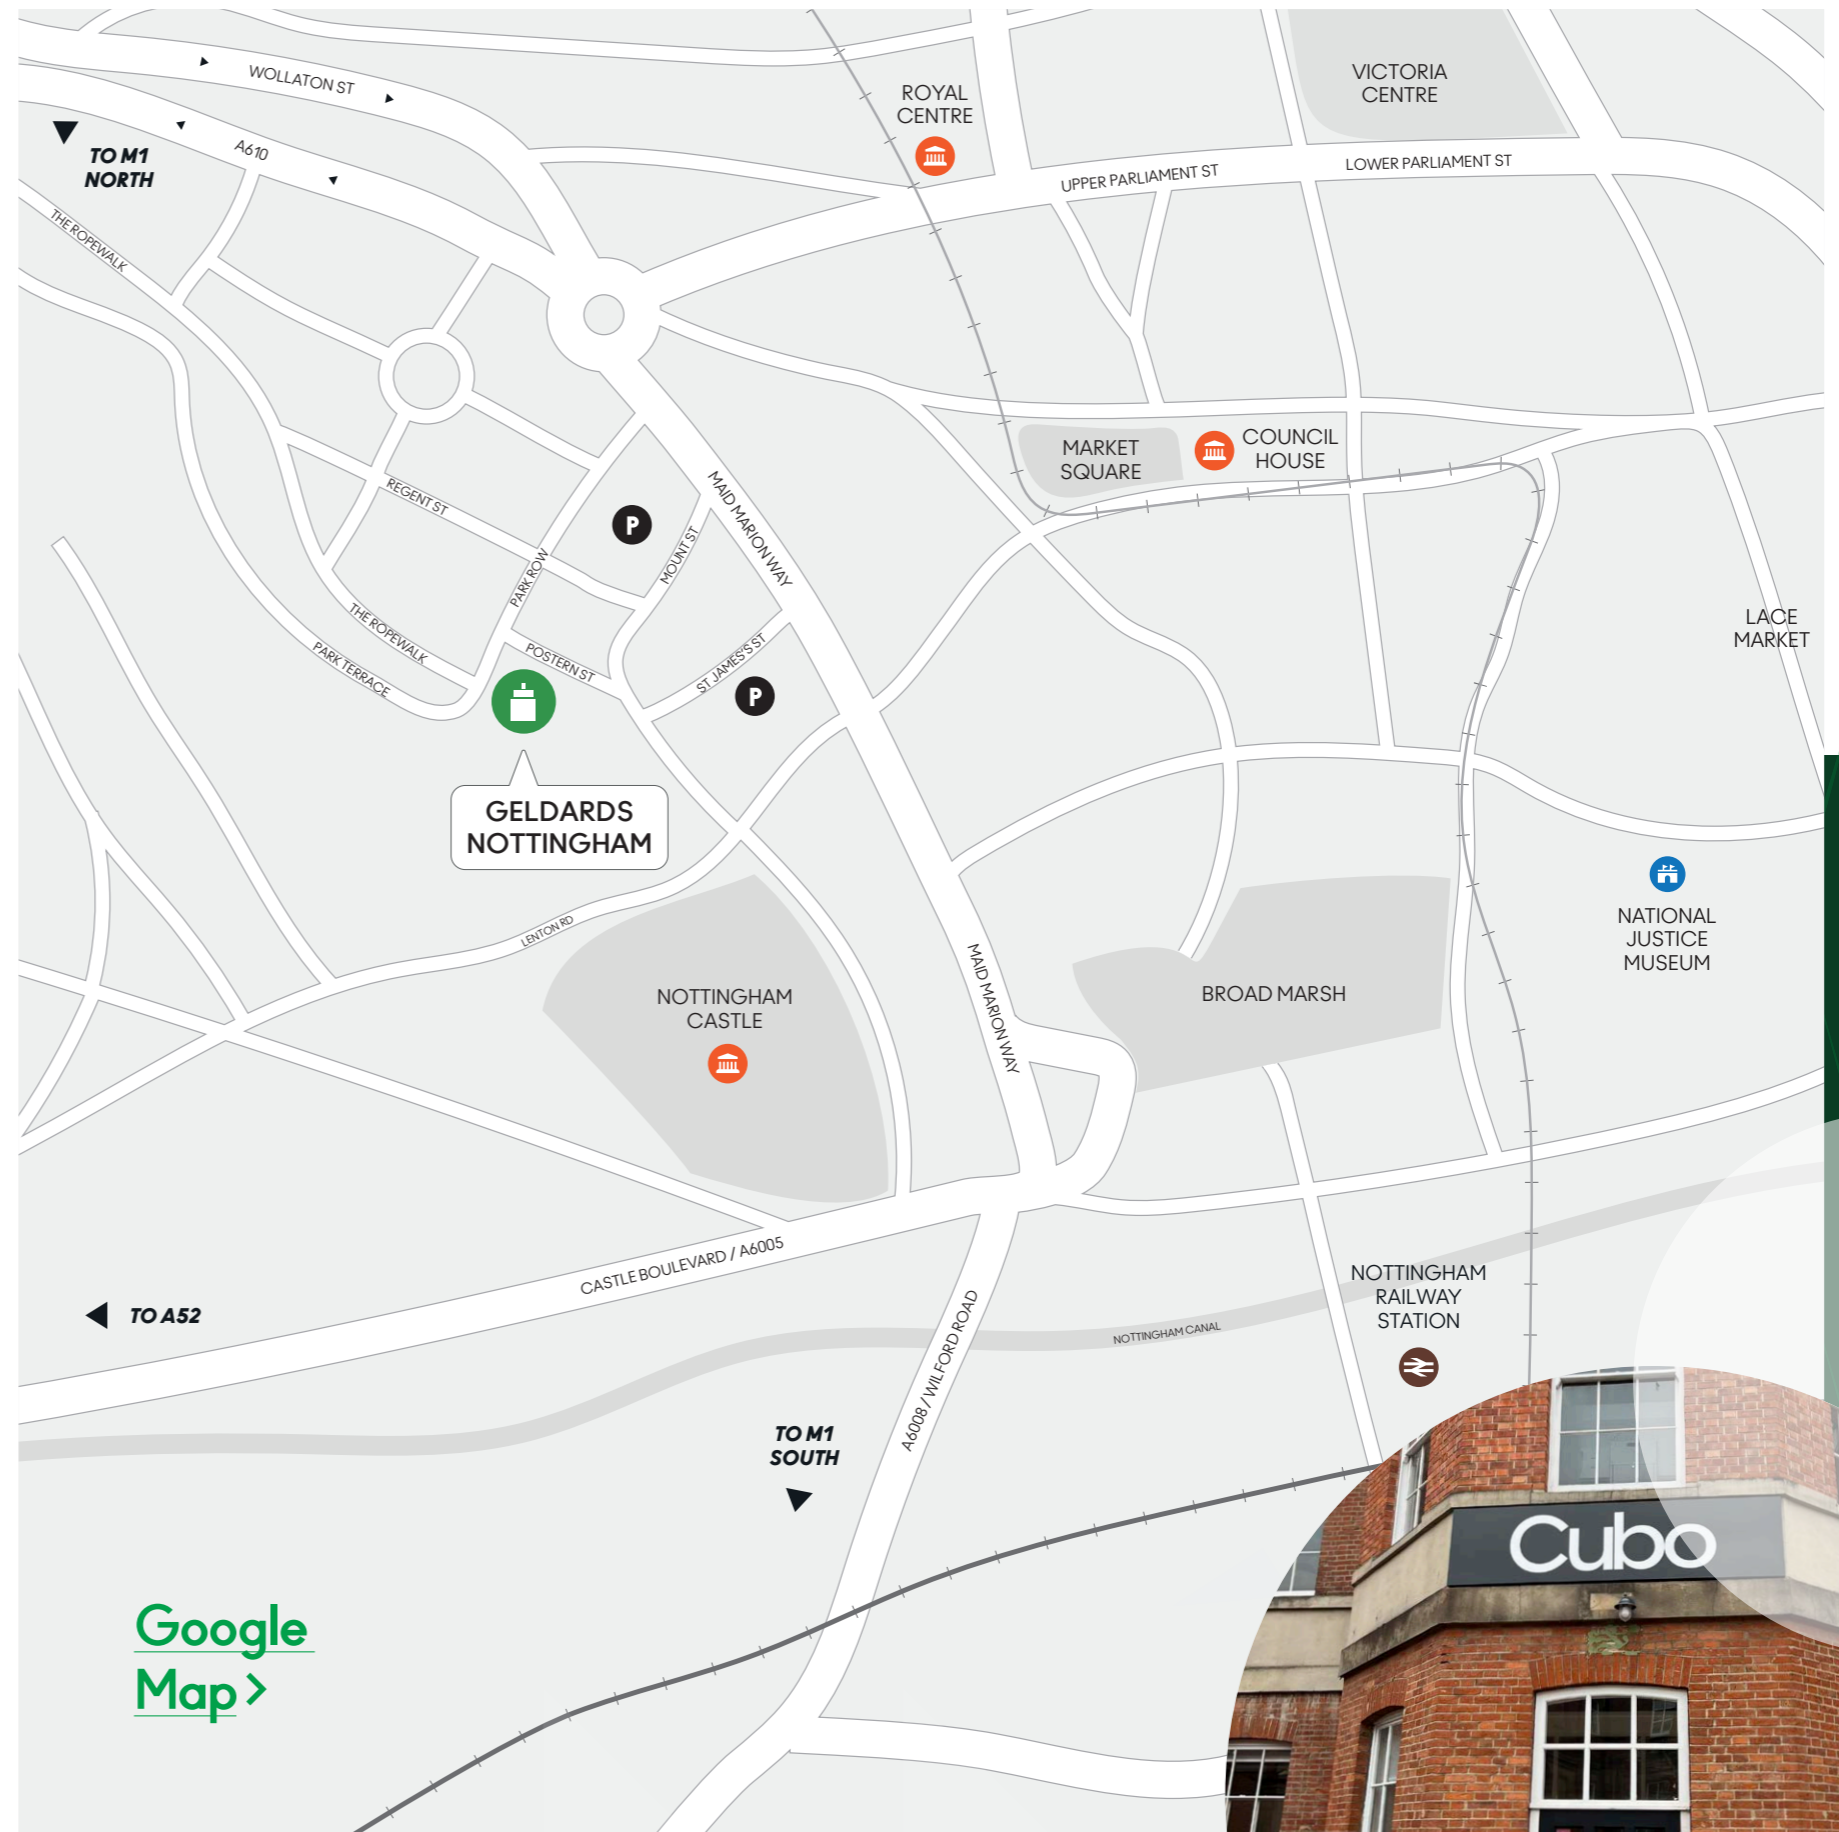 WOLLATON ST
A610
TO M1
NORTH
THE ROPEWALK
ROYAL
CENTRE
VICTORIA
CENTRE
UPPER PARLIAMENT ST
LOWER PARLIAMENT ST
MARKET
SQUARE
COUNCIL
HOUSE
REGENT ST
P
MAID MARION WAY
MOUNT ST
PARK ROW
THE ROPEWALK
PARK TERRACE
POSTERN ST
ST JAMES'S ST
P
LACE
MARKET
GELDARDS
NOTTINGHAM
LENTON RD
NOTTINGHAM
CASTLE
MAID MARION WAY
BROAD MARSH
NATIONAL
JUSTICE
MUSEUM
CASTLE BOULEVARD / A6005
TO A52
NOTTINGHAM
RAILWAY
STATION
NOTTINGHAM CANAL
A6008 / WILFORD ROAD
TO M1
SOUTH
Cubo
Google
Map >